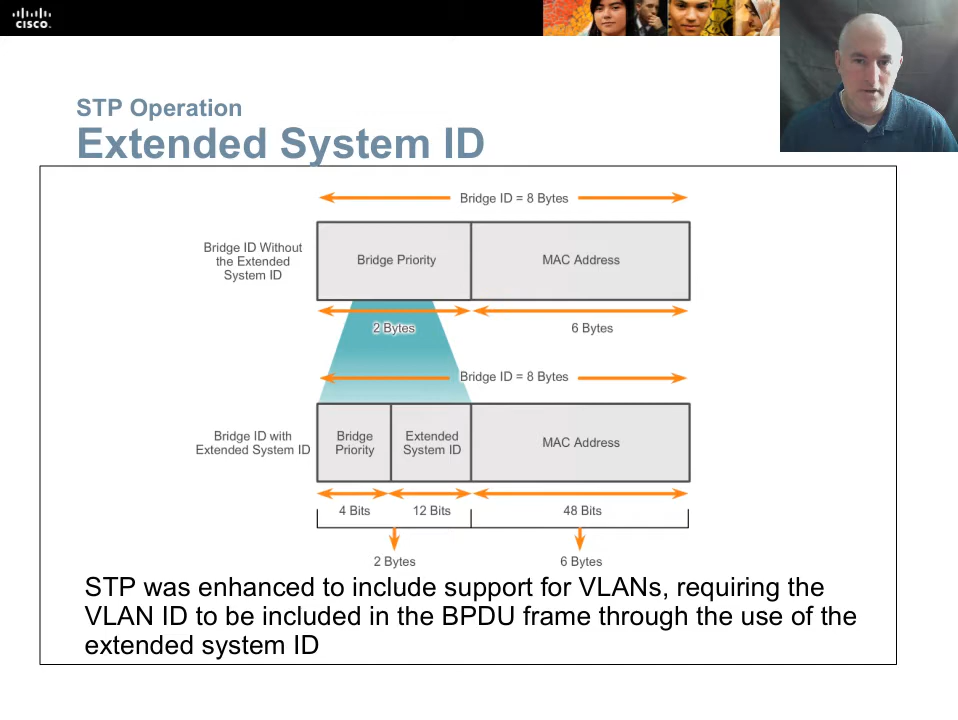 CISCO.
STP Operation
Extended System ID
Bridge ID = 8 Bytes
Bridge ID Without
the Extended
System ID
Bridge Priority
MAC Address
2 Bytes
6 Bytes
Bridge ID = 8 Bytes
Bridge ID with
Extended System ID
Bridge
Priority
Extended
System ID
MAC Address
4 Bits
12 Bits
48 Bits
2 Bytes
6 Bytes
STP was enhanced to include support for VLANs, requiring the
VLAN ID to be included in the BPDU frame through the use of the
extended system ID